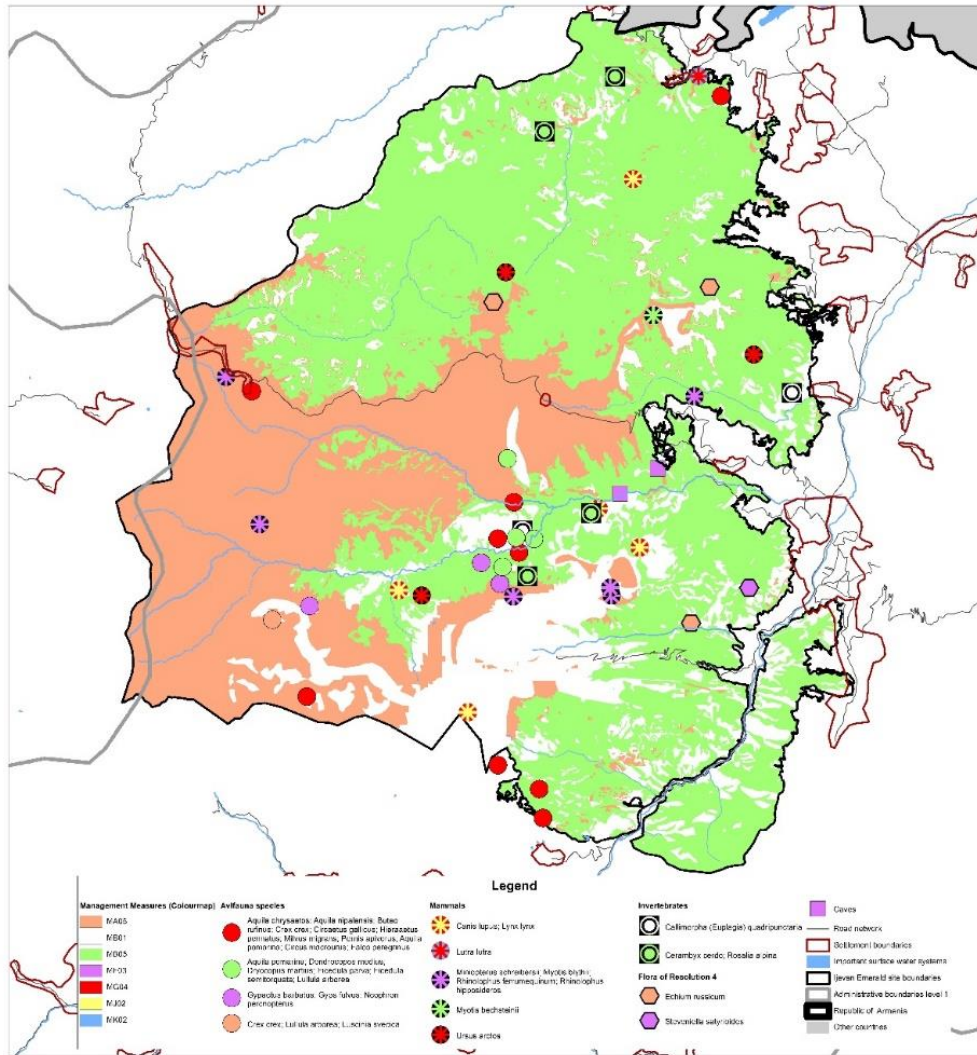 Legend
Management Measures (Colourmap)
MA05
MB01
MB05
MF03
MG04
MJ02
MK02
Avifauna species
Aquila chrysaetos; Aquila nipalensis; Buteo
rufinus; Crex crex; Circaetus gallicus; Hieraaetus
pennatus; Milvus migrans; Pernis apivorus; Aquila
pomarina; Circus macrourus; Falco peregrinus
Aquila pomarina; Dendrocopos medius;
Dryocopus martius; Ficedula parva; Ficedula
semitorquata; Lullula arborea
Gypaetus barbatus; Gyps fulvus; Neophron
percnopterus
Crex crex; Lullula arborea; Luscinia svecica
Mammals
Canis lupus; Lynx lynx
Lutra lutra
Miniopterus schreibersii; Myotis blythii;
Rhinolophus ferrumequinum; Rhinolophus
hipposideros
Myotis bechsteinii
Ursus arctos
Invertebrates
Callimorpha (Euplagia) quadripunctaria
Cerambyx cerdo; Rosalia alpina
Flora of Resolution 4
Echium russicum
Steveniella satyrioides
Caves
Road network
Settlement boundaries
Important surface water systems
Ijevan Emerald site boundaries
Administrative boundaries level 1
Republic of Armenia
Other countries